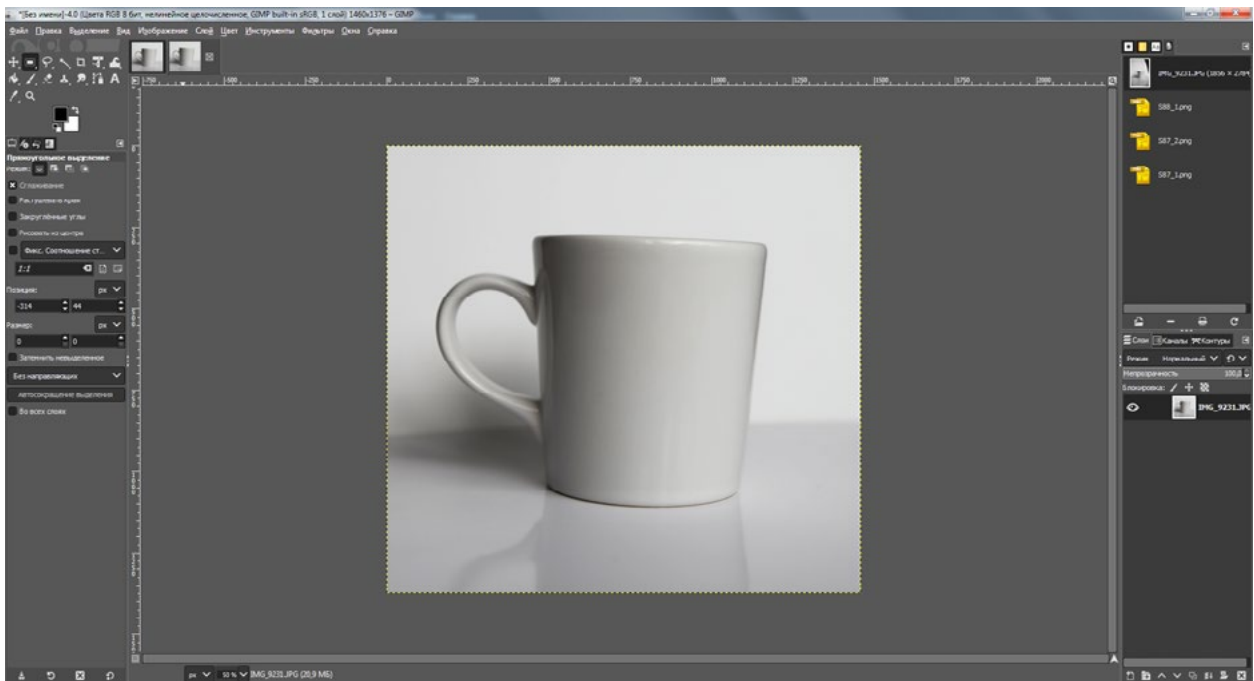 *[Без имени]-4.0 (Цвета RGB 8 бит, нелинейное целочисленное, GIMP built-in sRGB, 1 слой) 1460x1376 – GIMP
Файл Правка Выделение Вид Изображение Слой Цвет Инструменты Фильтры Окна Справка
Прямоугольное выделение
Режим:
Сглаживание
Растушевать края
Закруглённые углы
Рисовать из центра
Фикс. Соотношение ст...
1:1
Позиция: px
-314 44
Размер: px
0 0
Затемнить невыделенное
Без направляющих
Автосокращение выделения
Во всех слоях
px 50 % IMG_9231.JPG (20,9 МБ)
S88_1.png
S87_2.png
S87_1.png
Слои Каналы Контуры
Режим Нормальный
Непрозрачность 100,0
Блокировка:
IMG_9231.JPG